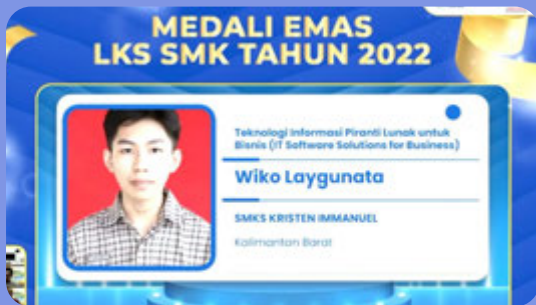 MEDALI EMAS
LKS SMK TAHUN 2022
Teknologi Informasi Piranti Lunak untuk
Bisnis (IT Software Solutions for Business)
Wiko Laygunata
SMKS KRISTEN IMMANUEL
Kalimantan Barat